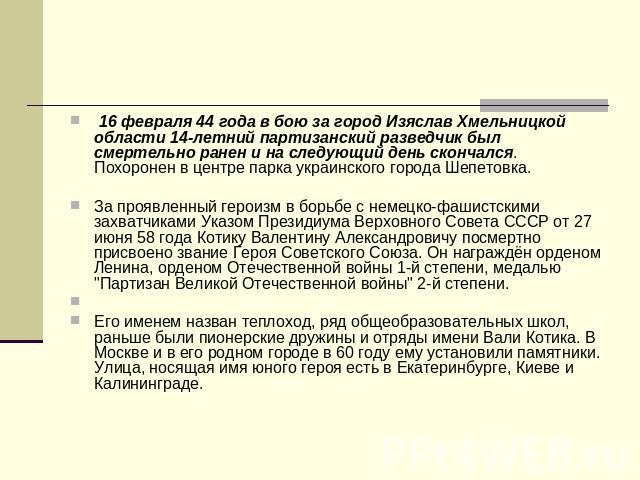 16 февраля 44 года в бою за город Изяслав Хмельницкой
области 14-летний партизанский разведчик был
смертельно ранен и на следующий день скончался.
Похоронен в центре парка украинского города Шепетовка.
За проявленный героизм в борьбе с немецко-фашистскими
захватчиками Указом Президиума Верховного Совета СССР от 27
июня 58 года Котику Валентину Александровичу посмертно
присвоено звание Героя Советского Союза. Он награждён орденом
Ленина, орденом Отечественной войны 1-й степени, медалью
"Партизан Великой Отечественной войны" 2-й степени.
Его именем назван теплоход, ряд общеобразовательных школ,
раньше были пионерские дружины и отряды имени Вали Котика. В
Москве и в его родном городе в 60 году ему установили памятники.
Улица, носящая имя юного героя есть в Екатеринбурге, Киеве и
Калининграде.
PPt4WEB.ru